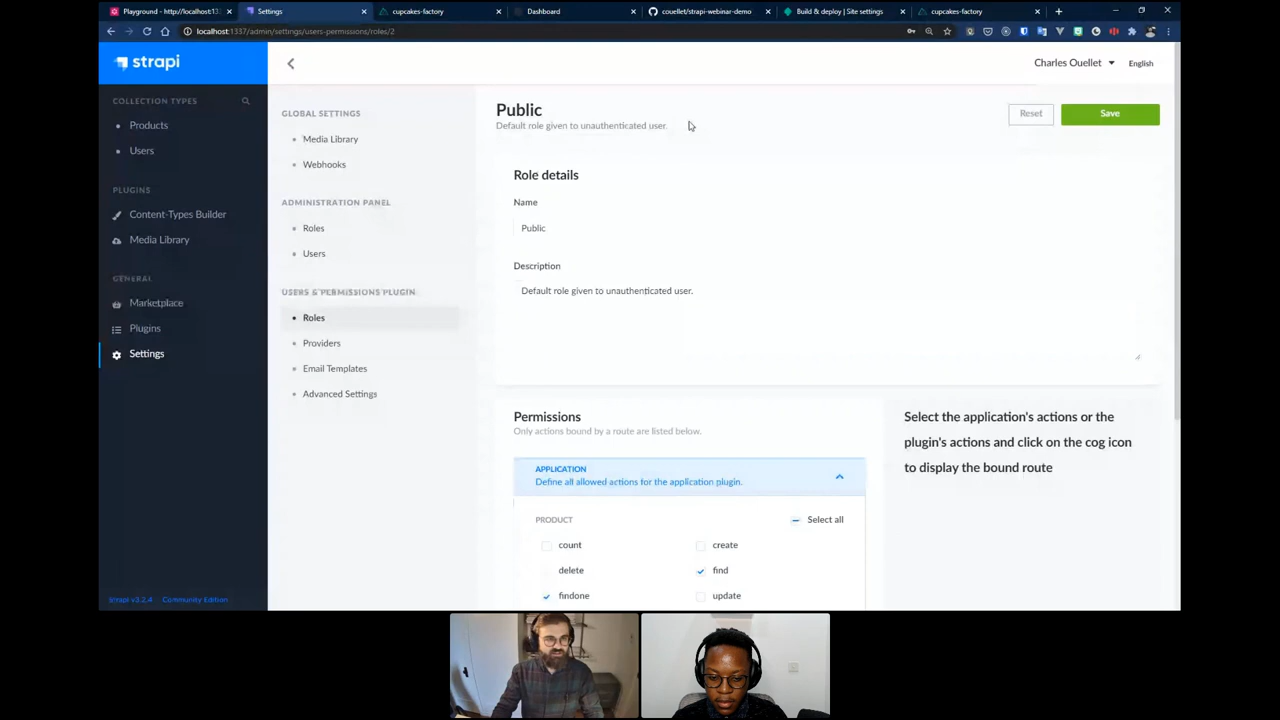 Playground - http://localhost:13
Settings
cupcakes-factory
Dashboard
couellet/strapi-webinar-demo
Build & deploy | Site settings
cupcakes-factory
localhost:1337/admin/settings/users-permissions/roles/2
strapi
Charles Ouellet
English
COLLECTION TYPES
Products
Users
PLUGINS
Content-Types Builder
Media Library
GENERAL
Marketplace
Plugins
Settings
Strapi v3.2.4 Community Edition
GLOBAL SETTINGS
Media Library
Webhooks
ADMINISTRATION PANEL
Roles
Users
USERS & PERMISSIONS PLUGIN
Roles
Providers
Email Templates
Advanced Settings
Public
Default role given to unauthenticated user.
Reset
Save
Role details
Name
Public
Description
Default role given to unauthenticated user.
Permissions
Only actions bound by a route are listed below.
APPLICATION
Define all allowed actions for the application plugin.
PRODUCT
Select all
count
create
delete
find
findone
update
Select the application's actions or the
plugin's actions and click on the cog icon
to display the bound route